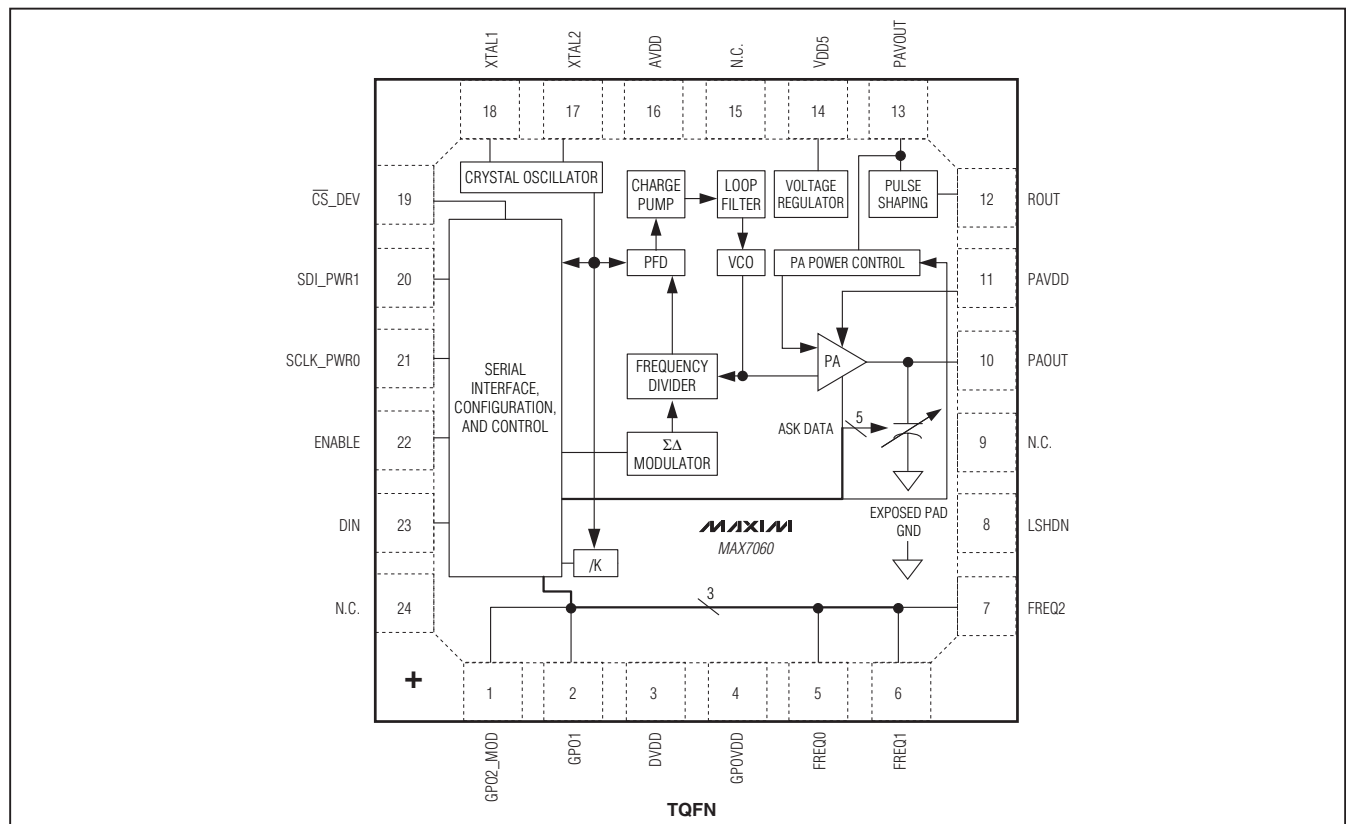 XTAL1
XTAL2
AVDD
N.C.
VDD5
PAVOUT
18
17
16
15
14
13
CRYSTAL OSCILLATOR
CHARGE
PUMP
LOOP
FILTER
VOLTAGE
REGULATOR
PULSE
SHAPING
CS_DEV
19
12
ROUT
PFD
VCO
PA POWER CONTROL
SDI_PWR1
20
11
PAVDD
SCLK_PWR0
21
SERIAL
INTERFACE,
CONFIGURATION,
AND CONTROL
FREQUENCY
DIVIDER
PA
10
PAOUT
ENABLE
22
ΣΔ
MODULATOR
ASK DATA
5
9
N.C.
DIN
23
MAXIM
MAX7060
EXPOSED PAD
GND
8
LSHDN
/K
N.C.
24
3
7
FREQ2
+
1
2
3
4
5
6
GPO2_MOD
GPO1
DVDD
GPOVDD
FREQ0
FREQ1
TQFN